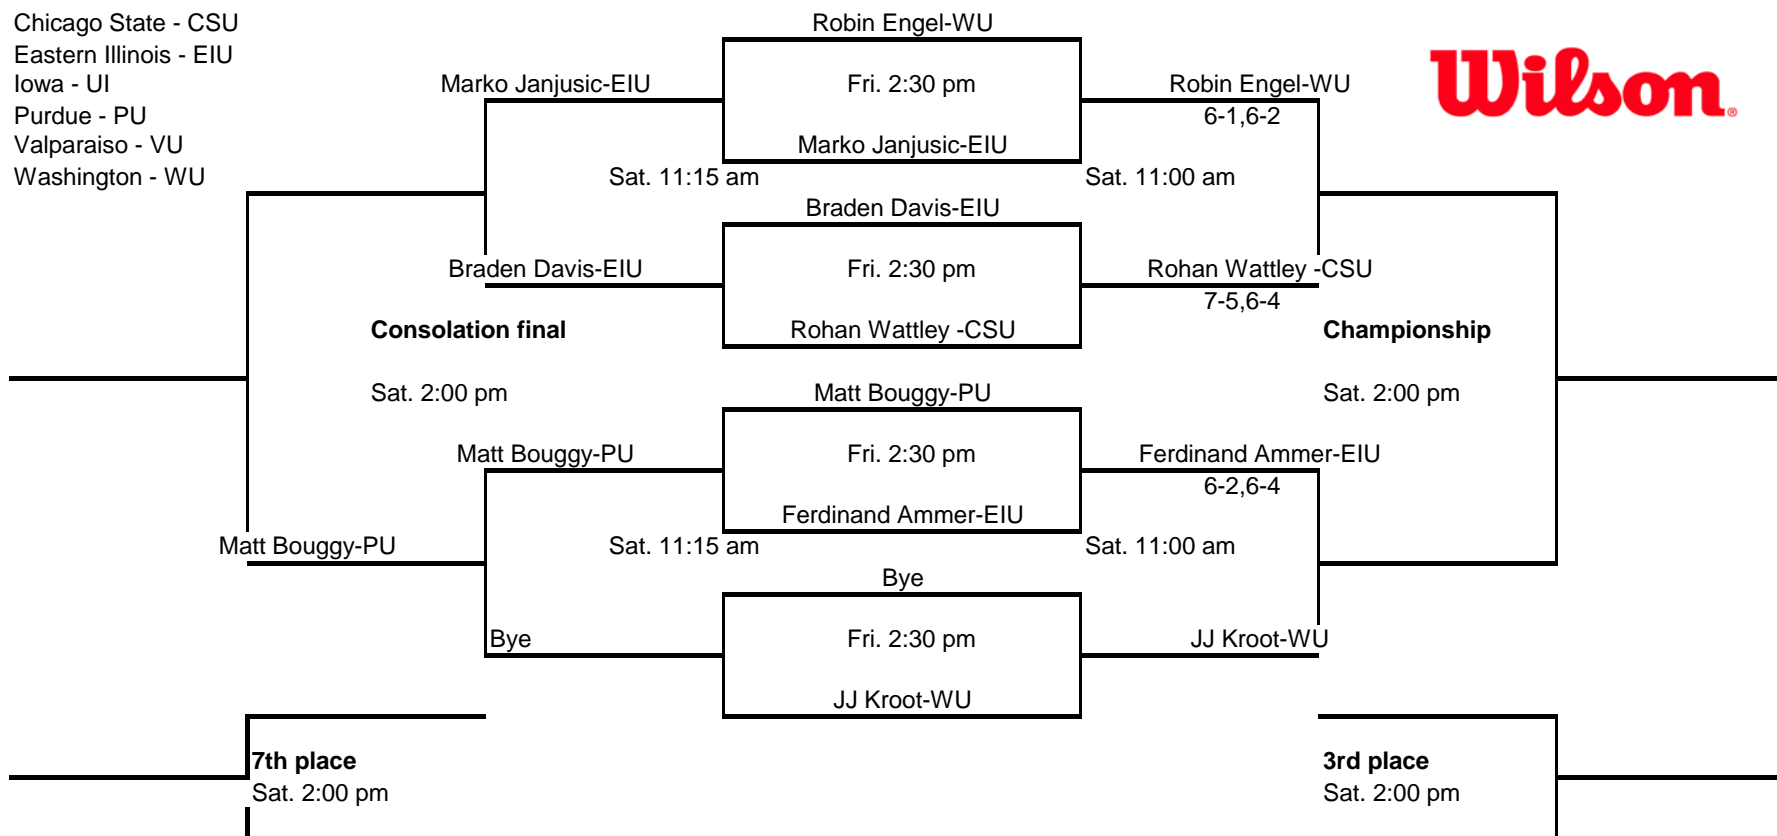 Chicago State - CSU
Robin Engel-WU
Eastern Illinois - EIU
Iowa - UI
Marko Janjusic-EIU
Fri. 2:30 pm
Robin Engel-WU
Wilson®
Purdue - PU
6-1,6-2
Valparaiso - VU
Marko Janjusic-EIU
Washington - WU
Sat. 11:15 am
Sat. 11:00 am
Braden Davis-EIU
Braden Davis-EIU
Fri. 2:30 pm
Rohan Wattley -CSU
7-5,6-4
Consolation final
Rohan Wattley -CSU
Championship
Sat. 2:00 pm
Matt Bouggy-PU
Sat. 2:00 pm
Matt Bouggy-PU
Fri. 2:30 pm
Ferdinand Ammer-EIU
6-2,6-4
Ferdinand Ammer-EIU
Matt Bouggy-PU
Sat. 11:15 am
Sat. 11:00 am
Bye
Bye
Fri. 2:30 pm
JJ Kroot-WU
JJ Kroot-WU
7th place
3rd place
Sat. 2:00 pm
Sat. 2:00 pm